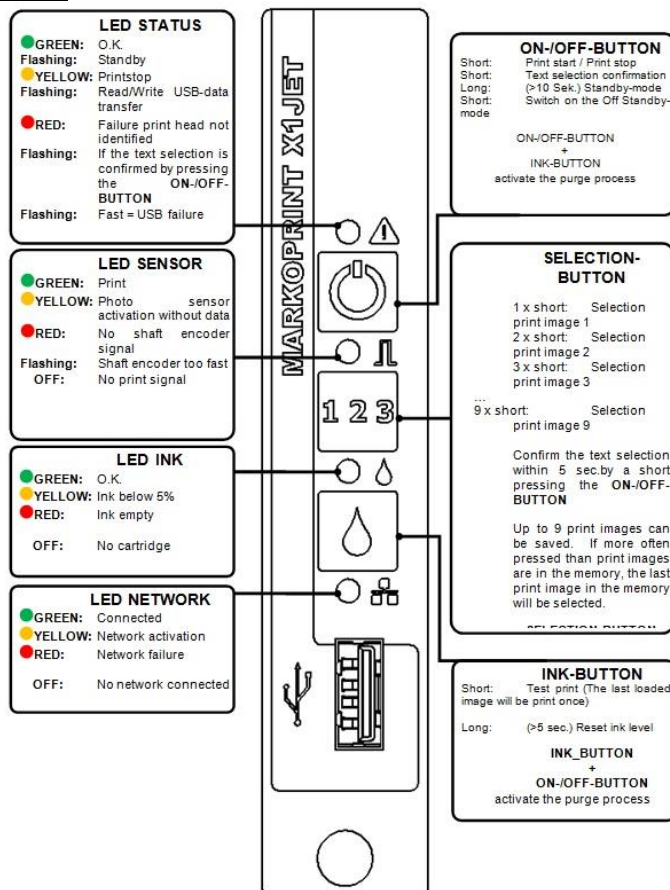 LED STATUS
GREEN: O.K.
Flashing: Standby
YELLOW: Printstop
Flashing: Read/Write USB-data
transfer
RED: Failure print head not
identified
Flashing: If the text selection is
confirmed by pressing
the ON-/OFF-
BUTTON
Flashing: Fast = USB failure
LED SENSOR
GREEN: Print
YELLOW: Photo sensor
activation without data
RED: No shaft encoder
signal
Flashing: Shaft encoder too fast
OFF: No print signal
LED INK
GREEN: O.K.
YELLOW: Ink below 5%
RED: Ink empty
OFF: No cartridge
LED NETWORK
GREEN: Connected
YELLOW: Network activation
RED: Network failure
OFF: No network connected
MARKOPRINT X1JET
1 2 3
ON-/OFF-BUTTON
Short: Print start / Print stop
Short: Text selection confirmation
Long: (>10 Sek.) Standby-mode
Short: Switch on the Off Standby-
mode
ON-/OFF-BUTTON
+
INK-BUTTON
activate the purge process
SELECTION-
BUTTON
1 x short: Selection
print image 1
2 x short: Selection
print image 2
3 x short: Selection
print image 3
...
9 x short: Selection
print image 9
Confirm the text selection
within 5 sec.by a short
pressing the ON-/OFF-
BUTTON
Up to 9 print images can
be saved. If more often
pressed than print images
are in the memory, the last
print image in the memory
will be selected.
SELECTION-BUTTON
INK-BUTTON
Short: Test print (The last loaded
image will be print once)
Long: (>5 sec.) Reset ink level
INK_BUTTON
+
ON-/OFF-BUTTON
activate the purge process